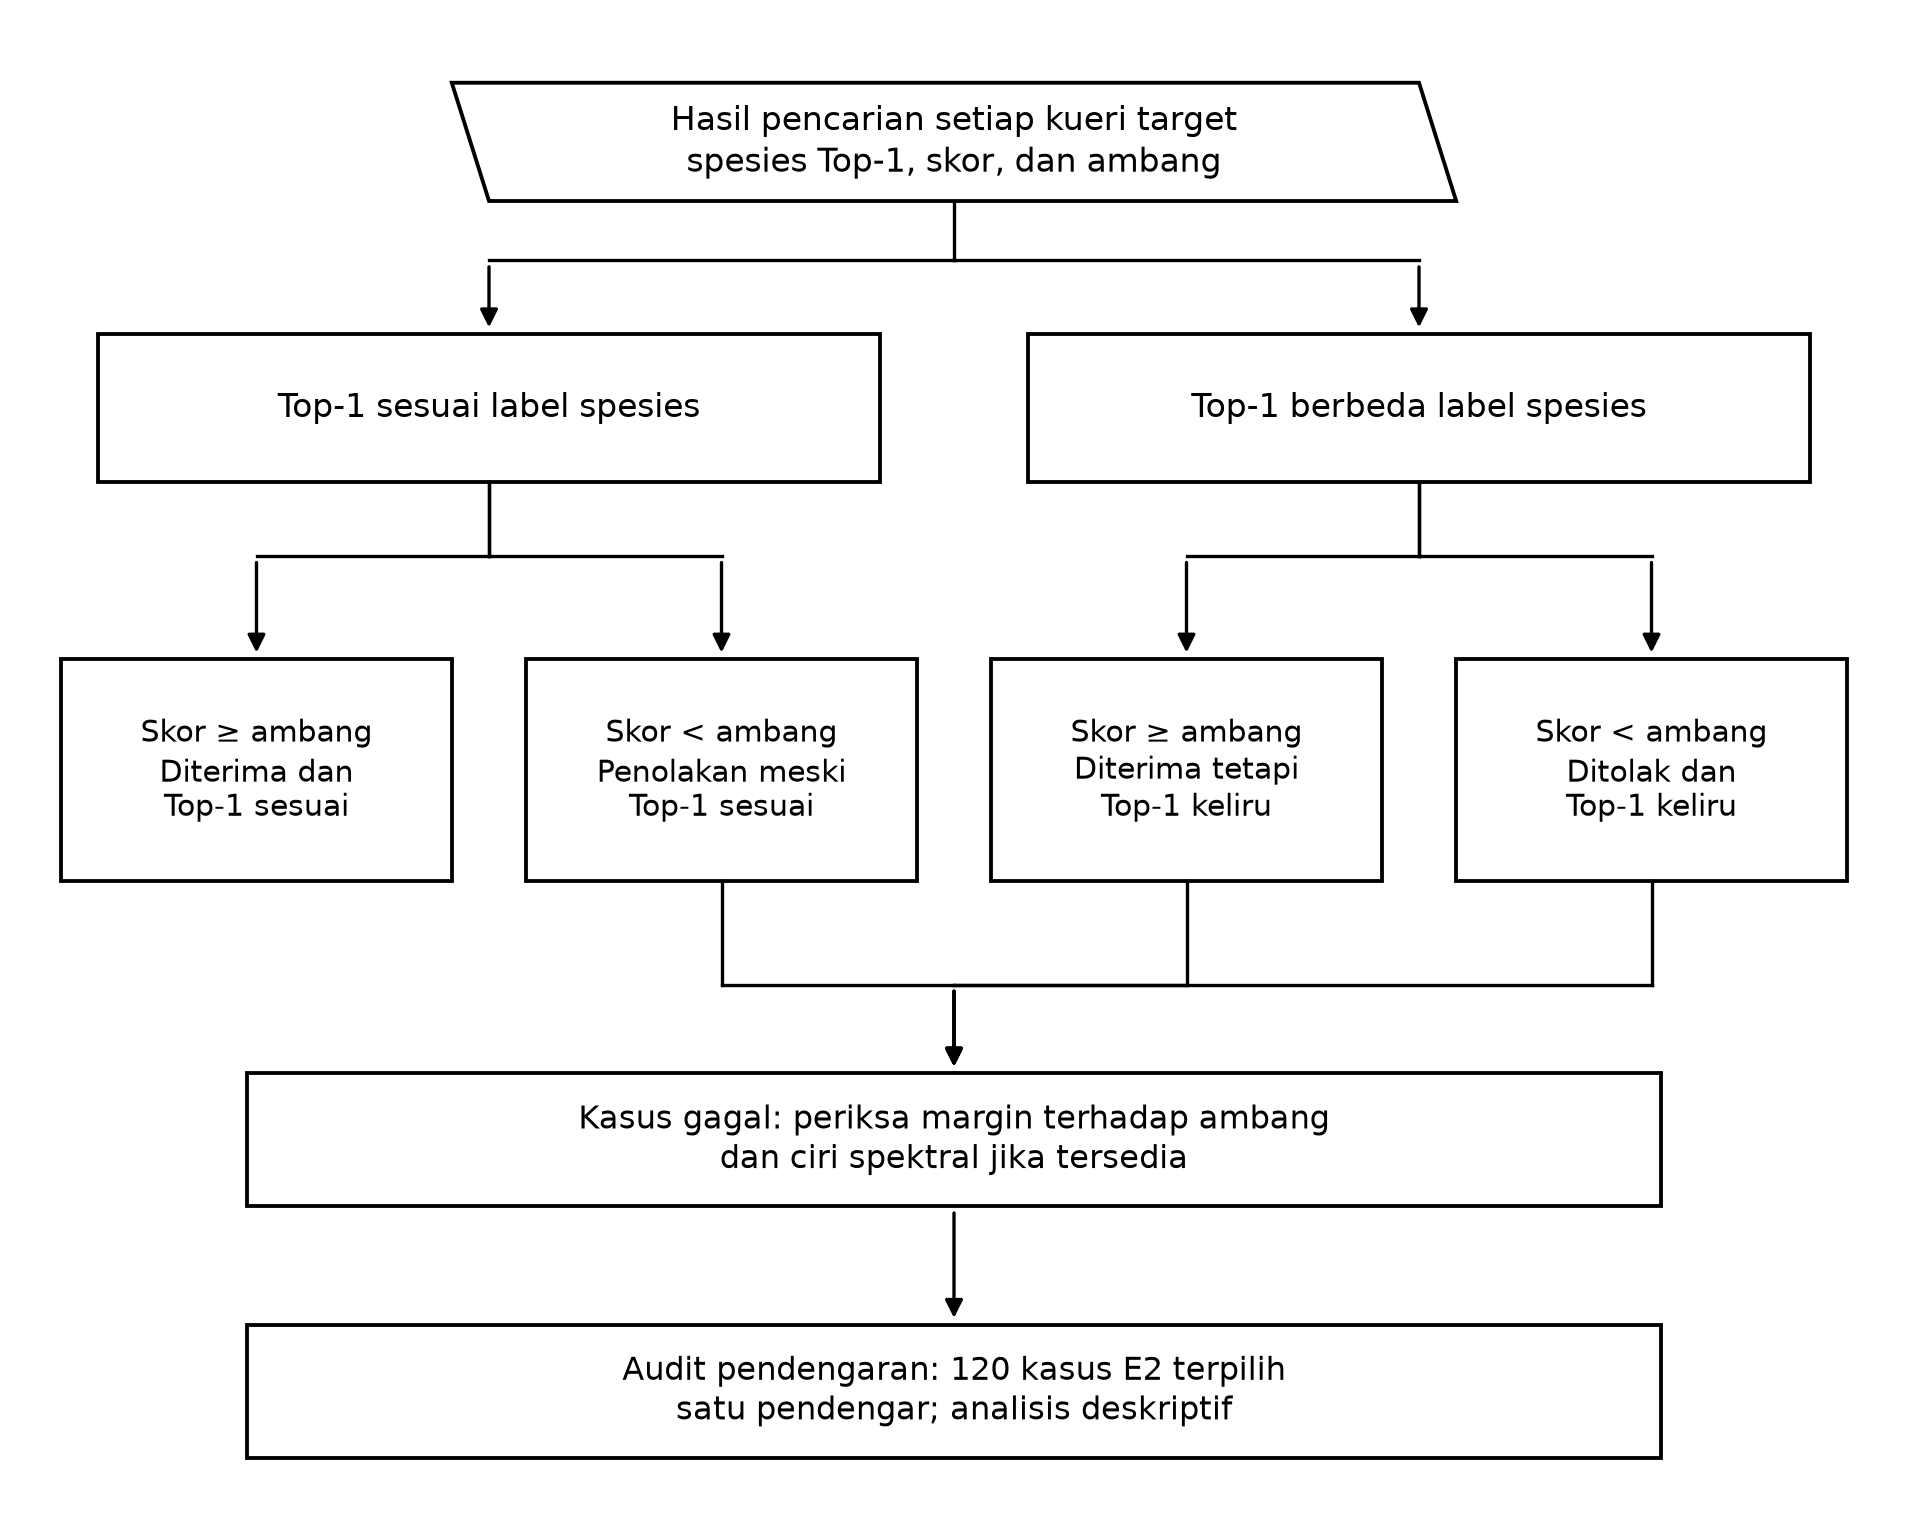 Hasil pencarian setiap kueri target
spesies Top-1, skor, dan ambang
Top-1 sesuai label spesies
Top-1 berbeda label spesies
Skor ≥ ambang
Diterima dan
Top-1 sesuai
Skor < ambang
Penolakan meski
Top-1 sesuai
Skor ≥ ambang
Diterima tetapi
Top-1 keliru
Skor < ambang
Ditolak dan
Top-1 keliru
Kasus gagal: periksa margin terhadap ambang
dan ciri spektral jika tersedia
Audit pendengaran: 120 kasus E2 terpilih
satu pendengar; analisis deskriptif